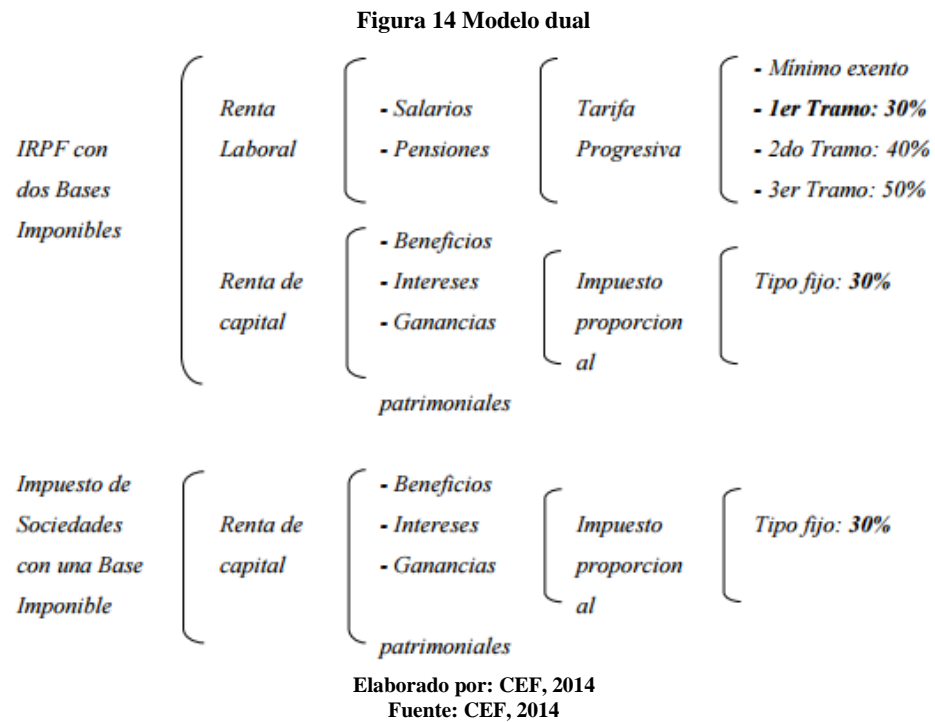 Figura 14 Modelo dual
IRPF con
dos Bases
Imponibles
Renta
Laboral
- Salarios
- Pensiones
Tarifa
Progresiva
- Mínimo exento
- 1er Tramo: 30%
- 2do Tramo: 40%
- 3er Tramo: 50%
Renta de
capital
- Beneficios
- Intereses
- Ganancias
patrimoniales
Impuesto
proporcion
al
Tipo fijo: 30%
Impuesto de
Sociedades
con una Base
Imponible
Renta de
capital
- Beneficios
- Intereses
- Ganancias
patrimoniales
Impuesto
proporcion
al
Tipo fijo: 30%
Elaborado por: CEF, 2014
Fuente: CEF, 2014